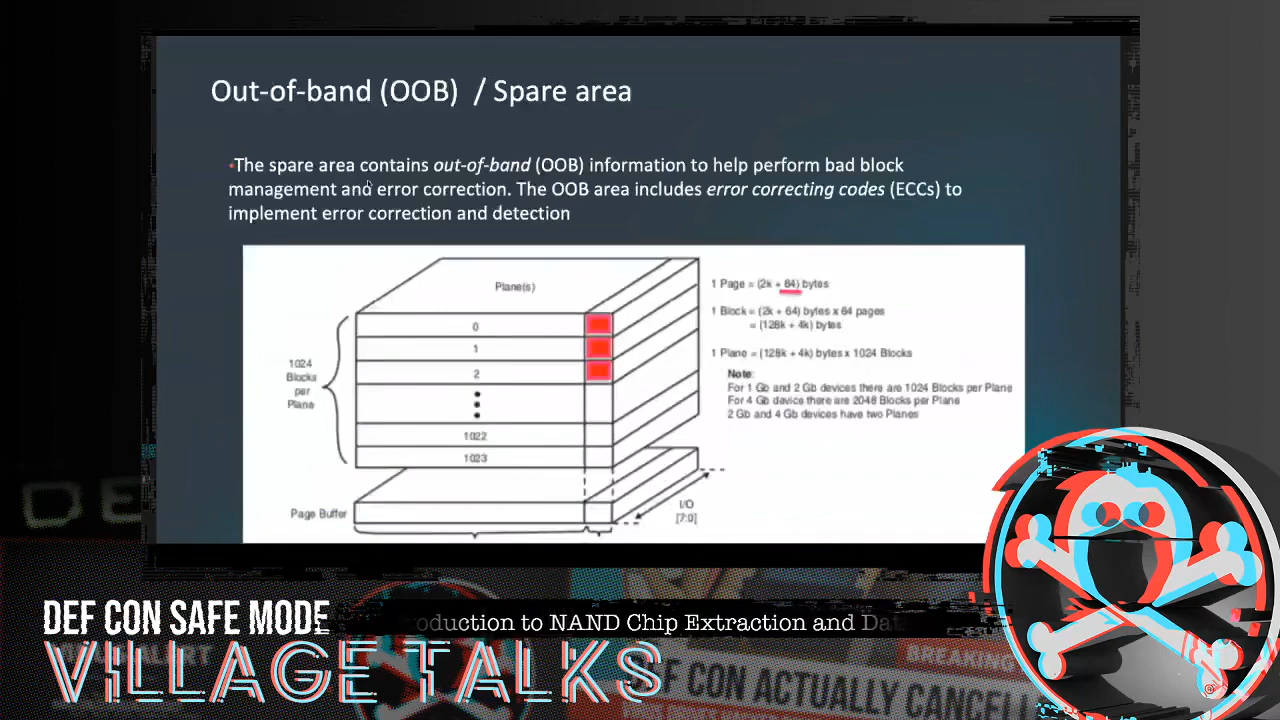 Out-of-band (OOB) / Spare area
•The spare area contains out-of-band (OOB) information to help perform bad block
management and error correction. The OOB area includes error correcting codes (ECCs) to
implement error correction and detection
Plane(s)
0
1
2
1022
1023
1024
Blocks
per
Plane
Page Buffer
I/O
[7:0]
1 Page = (2k + 64) bytes
1 Block = (2k + 64) bytes x 64 pages
= (128k + 4k) bytes
1 Plane = (128k + 4k) bytes x 1024 Blocks
Note:
For 1 Gb and 2 Gb devices there are 1024 Blocks per Plane
For 4 Gb device there are 2048 Blocks per Plane
2 Gb and 4 Gb devices have two Planes
DE
DEF CON SAFE MODE
oduction to NAND Chip Extraction and Dat
VILLAGE TALKS
BREAKING
DEF CON ACTUALLY CANCELL